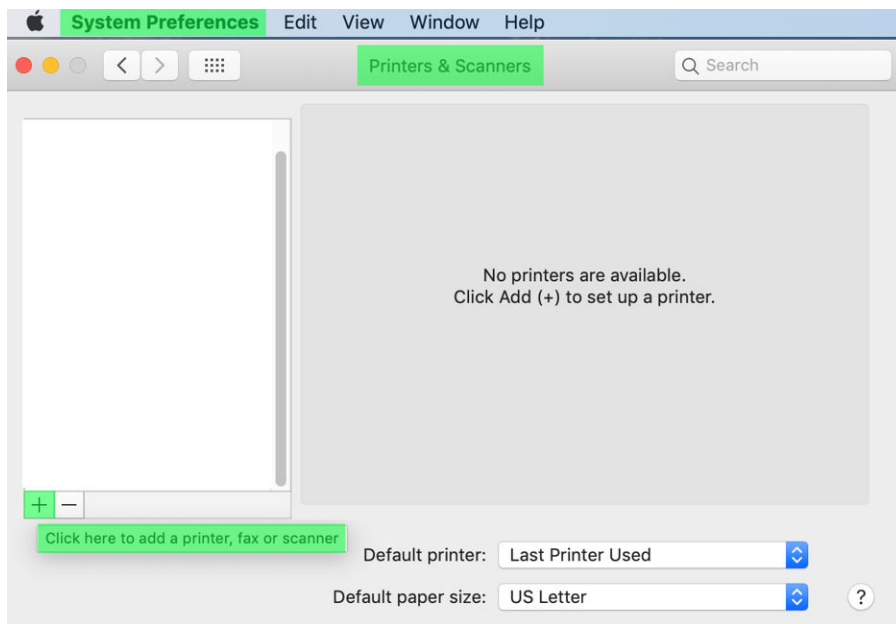 System Preferences Edit View Window Help
Printers & Scanners
Search
No printers are available.
Click Add (+) to set up a printer.
+ −
Click here to add a printer, fax or scanner
Default printer: Last Printer Used
Default paper size: US Letter
?